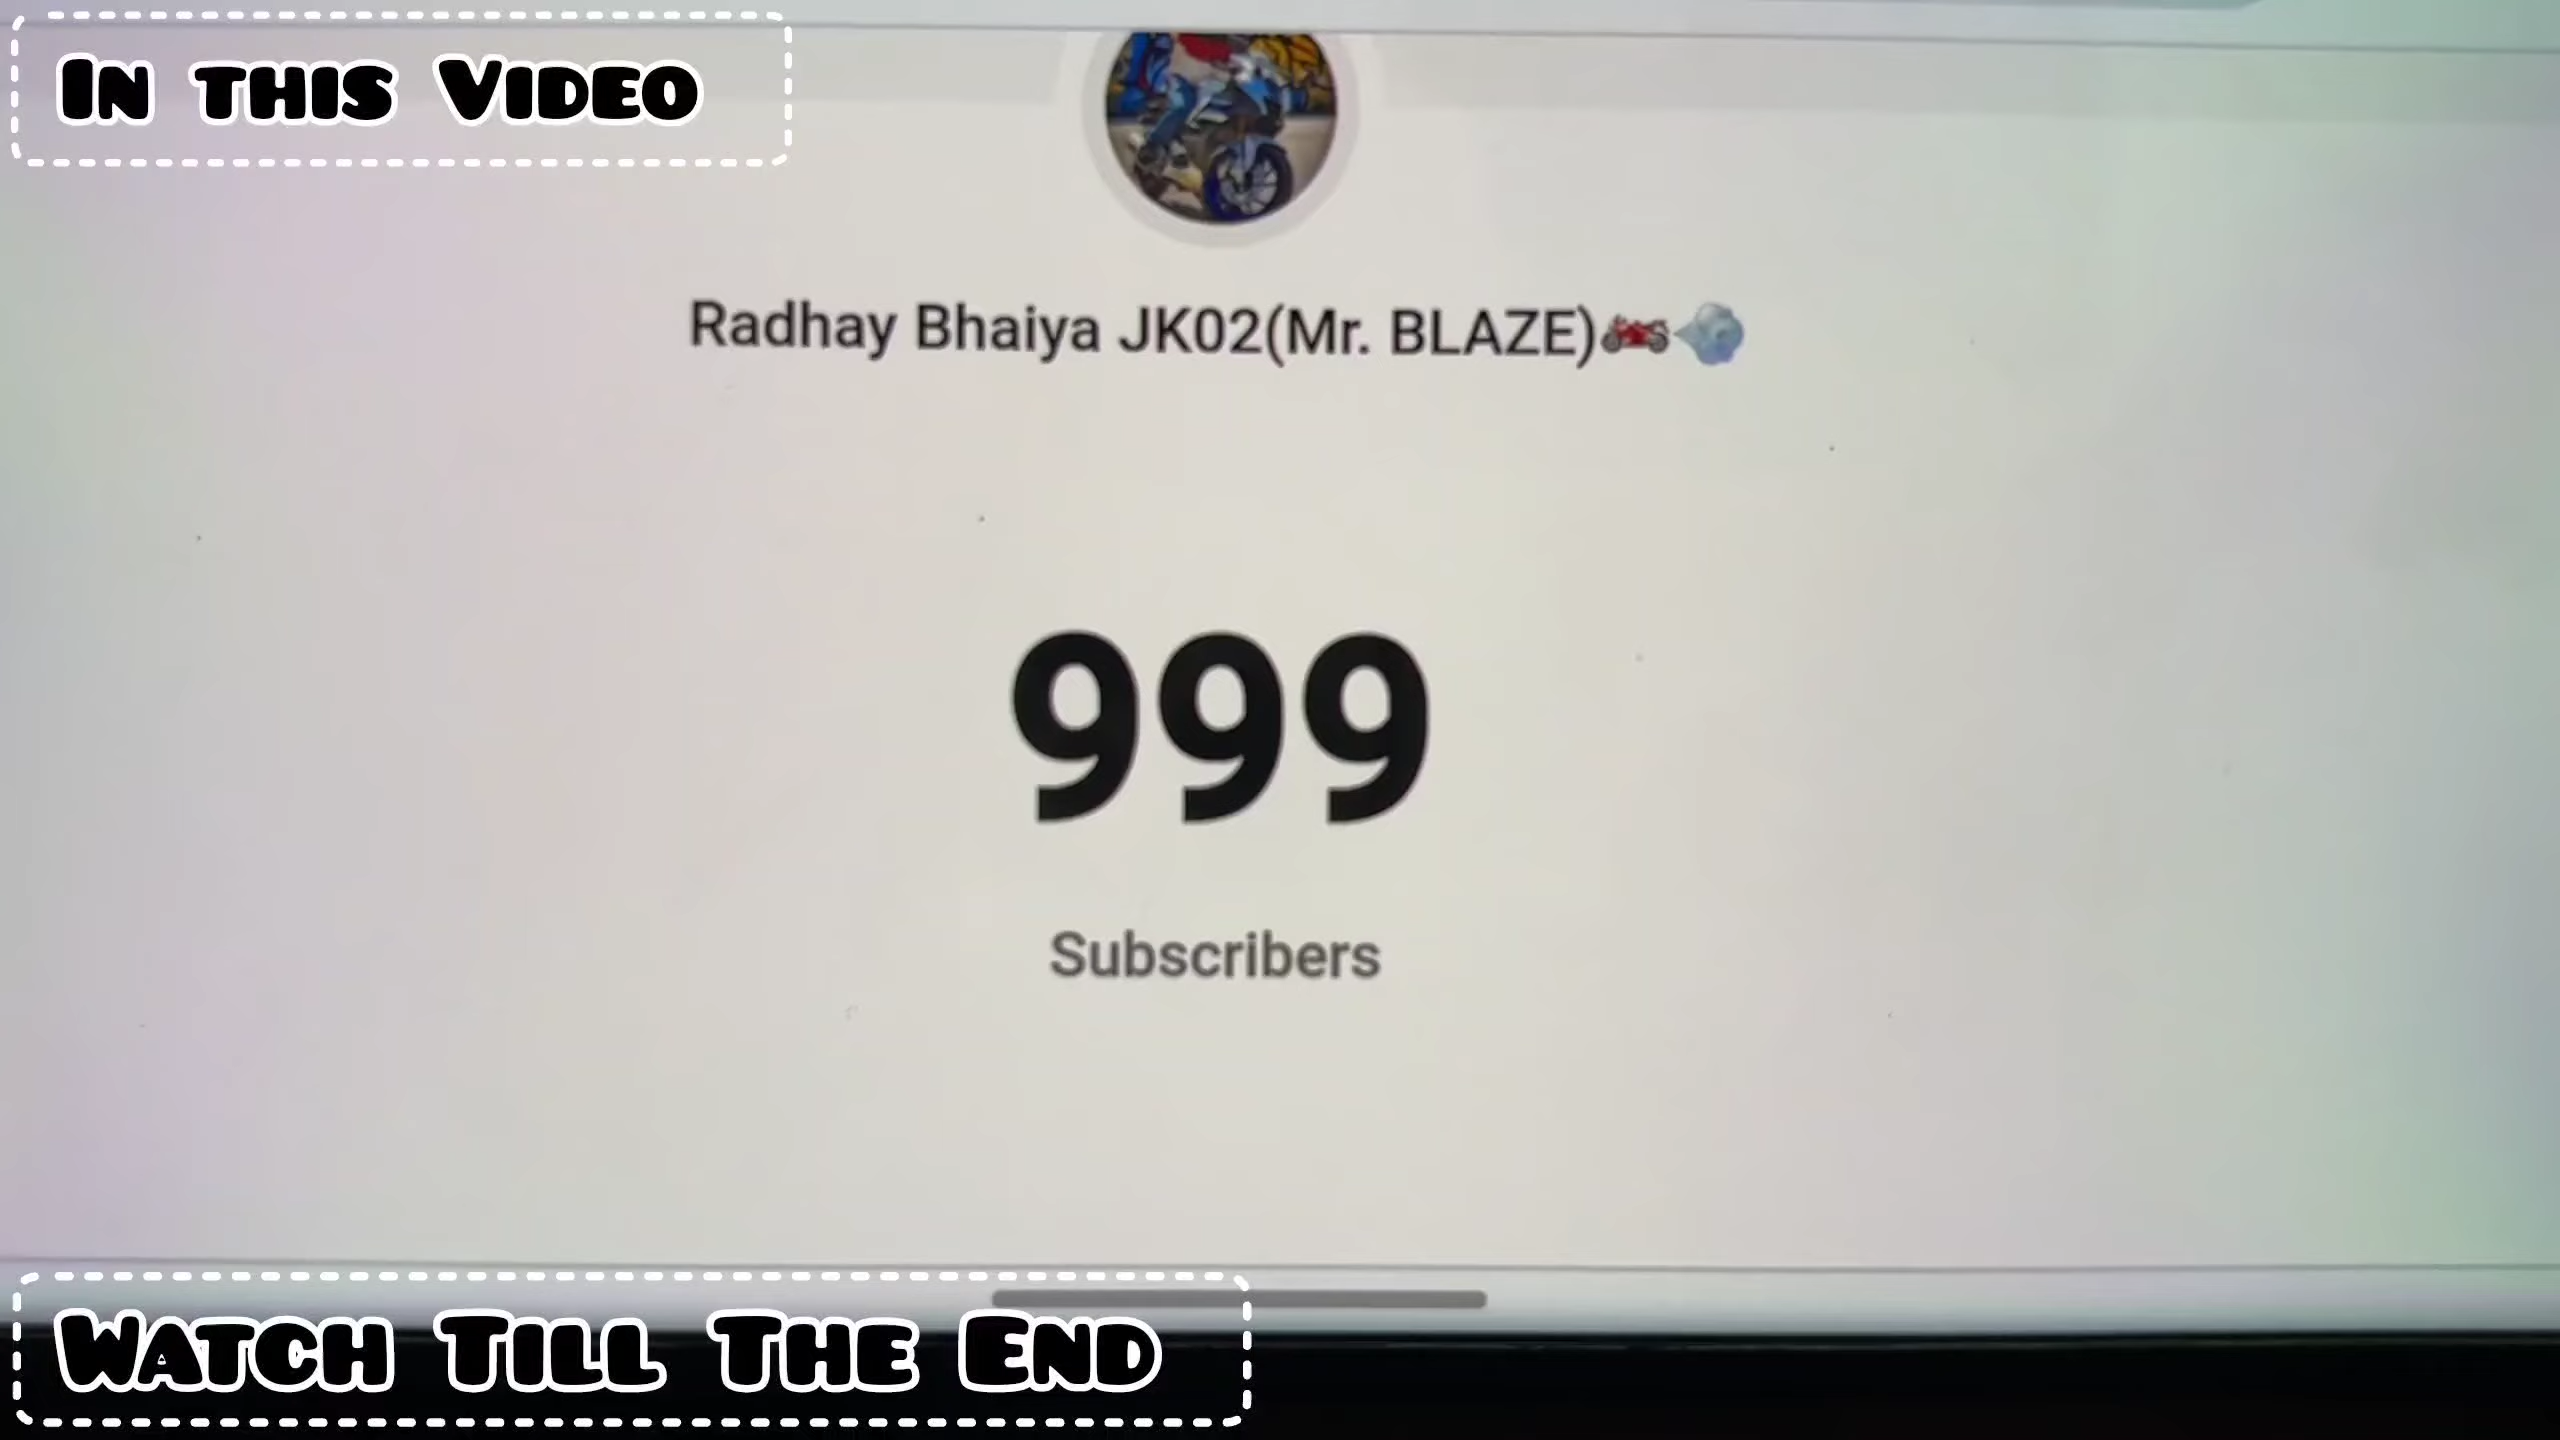 In this Video
Radhay Bhaiya JK02(Mr. BLAZE)🏍️💨
999
Subscribers
Watch Till The End